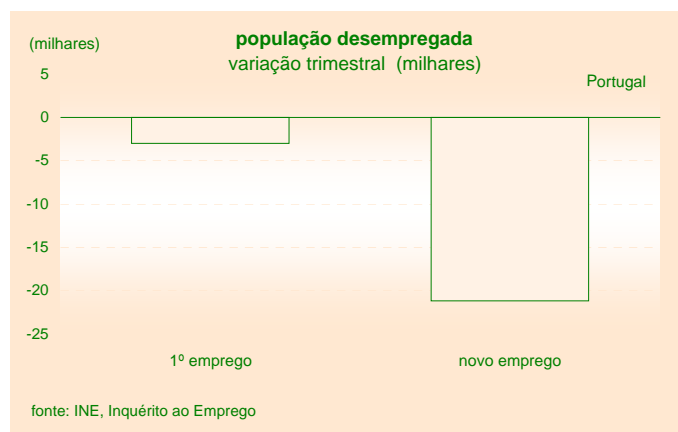 população desempregada
(milhares)
variação trimestral  (milhares)
Portugal
5
0
-5
-10
-15
-20
-25
1º emprego
novo emprego
fonte: INE, Inquérito ao Emprego